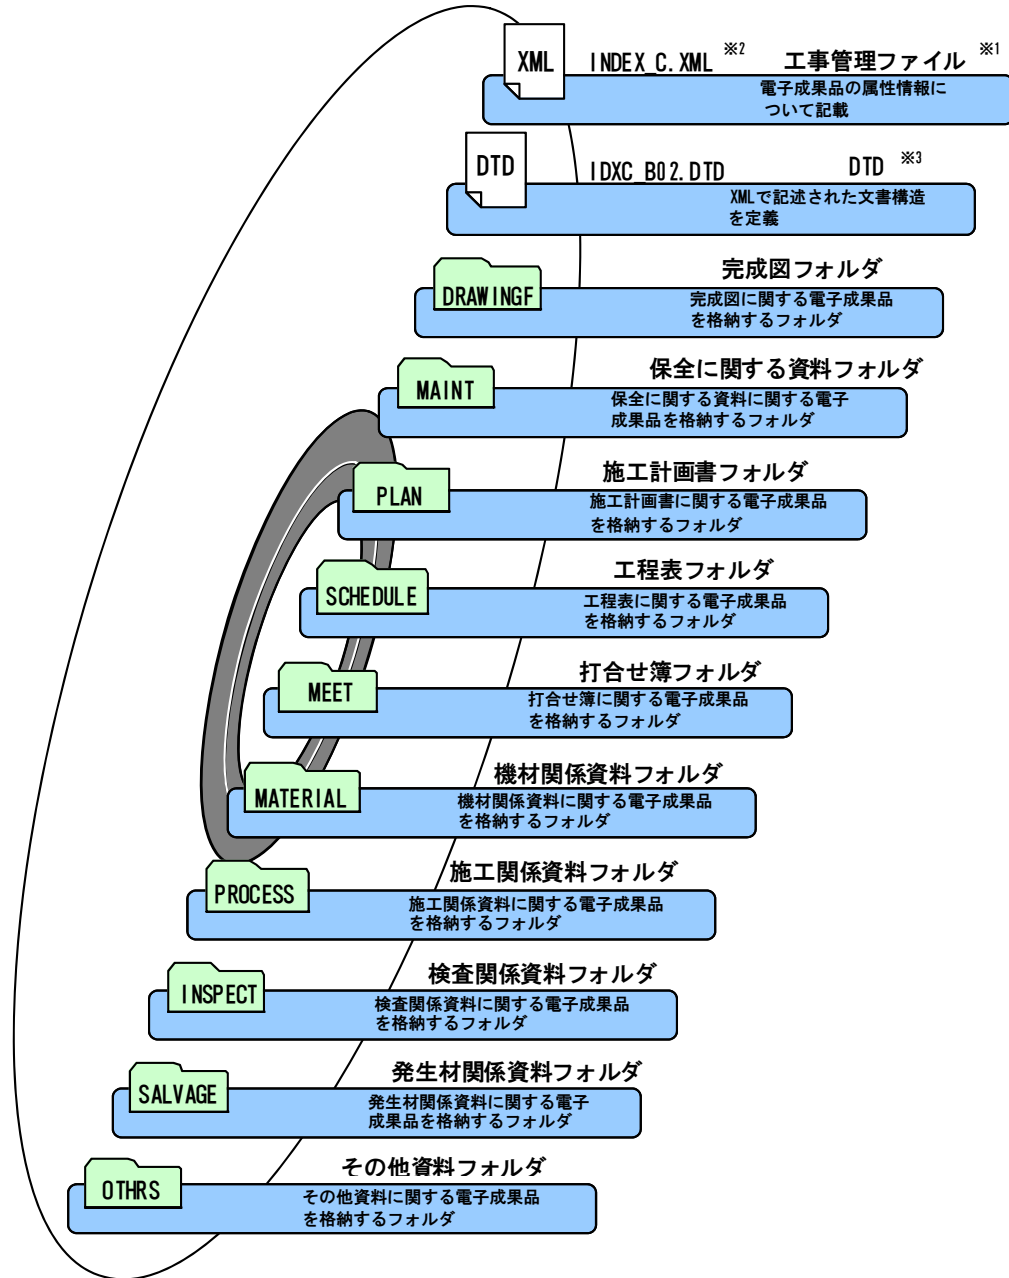 XML
INDEX_C.XML ※2 工事管理ファイル ※1
電子成果品の属性情報に
ついて記載
DTD
IDXC_B02.DTD DTD ※3
XMLで記述された文書構造
を定義
完成図フォルダ
DRAWINGF
完成図に関する電子成果品
を格納するフォルダ
保全に関する資料フォルダ
MAINT
保全に関する資料に関する電子
成果品を格納するフォルダ
施工計画書フォルダ
PLAN
施工計画書に関する電子成果品
を格納するフォルダ
工程表フォルダ
SCHEDULE
工程表に関する電子成果品
を格納するフォルダ
打合せ簿フォルダ
MEET
打合せ簿に関する電子成果品
を格納するフォルダ
機材関係資料フォルダ
MATERIAL
機材関係資料に関する電子成果品
を格納するフォルダ
施工関係資料フォルダ
PROCESS
施工関係資料に関する電子成果品
を格納するフォルダ
検査関係資料フォルダ
INSPECT
検査関係資料に関する電子成果品
を格納するフォルダ
発生材関係資料フォルダ
SALVAGE
発生材関係資料に関する電子
成果品を格納するフォルダ
その他資料フォルダ
OTHRS
その他資料に関する電子成果品
を格納するフォルダ